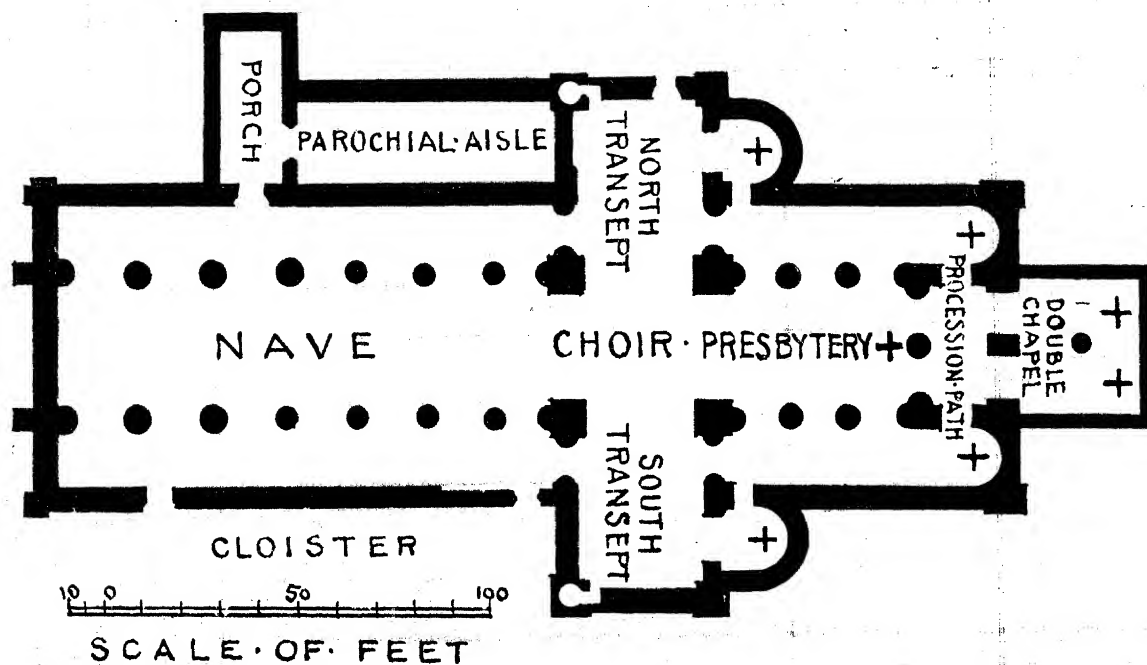 PORCH
PAROCHIAL·AISLE
NORTH
TRANSEPT
NAVE
CHOIR·PRESBYTERY
PROCESSION·PATH
DOUBLE
CHAPEL
SOUTH
TRANSEPT
CLOISTER
10 0 50 100
SCALE·OF·FEET